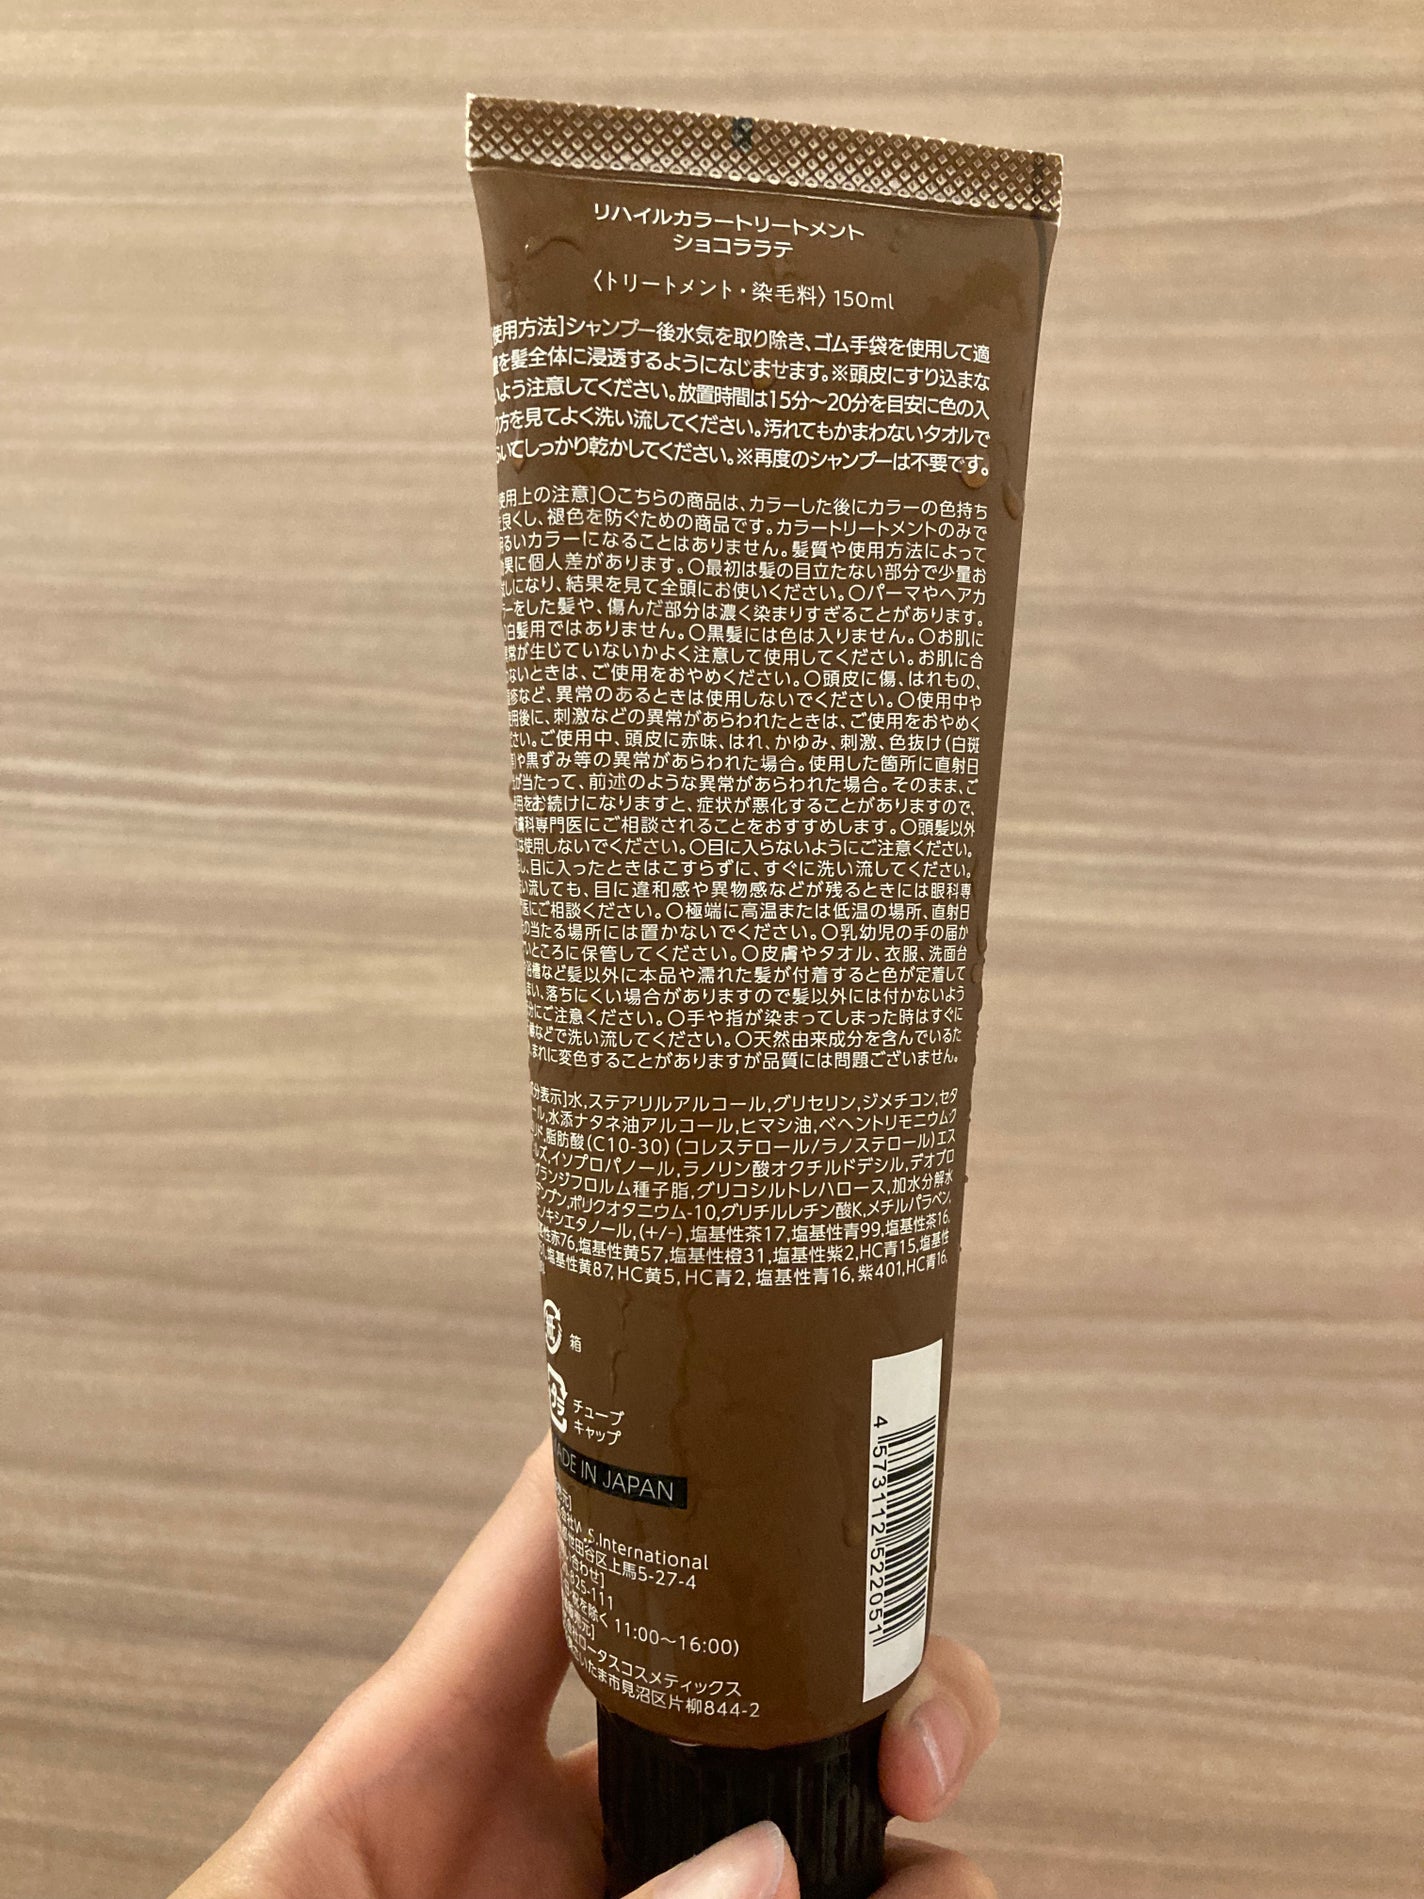 リハイルカラートリートメント
ショコララテ
〈トリートメント・染毛料〉150ml
使用方法]シャンプー後水気を取り除き、ゴム手袋を使用して適
を髪全体に浸透するようになじませます。※頭皮にすり込まな
いよう注意してください。放置時間は15分〜20分を目安に色の入
り方を見てよく洗い流してください。汚れてもかまわないタオルで
ふいてしっかり乾かしてください。※再度のシャンプーは不要です。
使用上の注意]○こちらの商品は、カラーした後にカラーの色持ち
を良くし、褪色を防ぐための商品です。カラートリートメントのみで
明るいカラーになることはありません。髪質や使用方法によって
果に個人差があります。○最初は髪の目立たない部分で少量お
試しになり、結果を見て全頭にお使いください。○パーマやヘアカ
ラーをした髪や、傷んだ部分は濃く染まりすぎることがあります。
○白髪用ではありません。○黒髪には色は入りません。○お肌に
異常が生じていないかよく注意して使用してください。お肌に合
わないときは、ご使用をおやめください。○頭皮に傷、はれもの、
湿疹など、異常のあるときは使用しないでください。○使用中や
使用後に、刺激などの異常があらわれたときは、ご使用をおやめく
ださい。ご使用中、頭皮に赤味、はれ、かゆみ、刺激、色抜け(白斑
等)や黒ずみ等の異常があらわれた場合。使用した箇所に直射日
光が当たって、前述のような異常があらわれた場合。そのまま、ご
使用をお続けになりますと、症状が悪化することがありますので、
皮膚科専門医にご相談されることをおすすめします。○頭髪以外
には使用しないでください。○目に入らないようにご注意ください。
もし、目に入ったときはこすらずに、すぐに洗い流してください。
洗い流しても、目に違和感や異物感などが残るときには眼科専
門医にご相談ください。○極端に高温または低温の場所、直射日
光の当たる場所には置かないでください。○乳幼児の手の届か
ないところに保管してください。○皮膚やタオル、衣服、洗面台
浴槽など髪以外に本品や濡れた髪が付着すると色が定着して
しまい、落ちにくい場合がありますので髪以外には付かないよう
十分にご注意ください。○手や指が染まってしまった時はすぐに
などで洗い流してください。○天然由来成分を含んでいるた
まれに変色することがありますが品質には問題ございません。
成分表示]水,ステアリルアルコール,グリセリン,ジメチコン,セタ
ール,水添ナタネ油アルコール,ヒマシ油,ベヘントリモニウムク
リド,脂肪酸(C10-30)(コレステロール/ラノステロール)エス
ルズ,イソプロパノール,ラノリン酸オクチルドデシル,テオブロ
グランジフロルム種子脂,グリコシルトレハロース,加水分解水
デンプン,ポリクオタニウム-10,グリチルレチン酸K,メチルパラベン,
ノキシエタノール,(+/−),塩基性茶17,塩基性青99,塩基性茶16,
基性赤76,塩基性黄57,塩基性橙31,塩基性紫2,HC青15,塩基性
51,塩基性黄87,HC黄5,HC青2,塩基性青16,紫401,HC青16,
箱
プラ
チューブ
キャップ
MADE IN JAPAN
W.S.International
世田谷区上馬5-27-4
合わせ]
825-111
を除く 11:00〜16:00)
ロータスコスメティックス
さいたま市見沼区片柳844-2
4 573112 522051